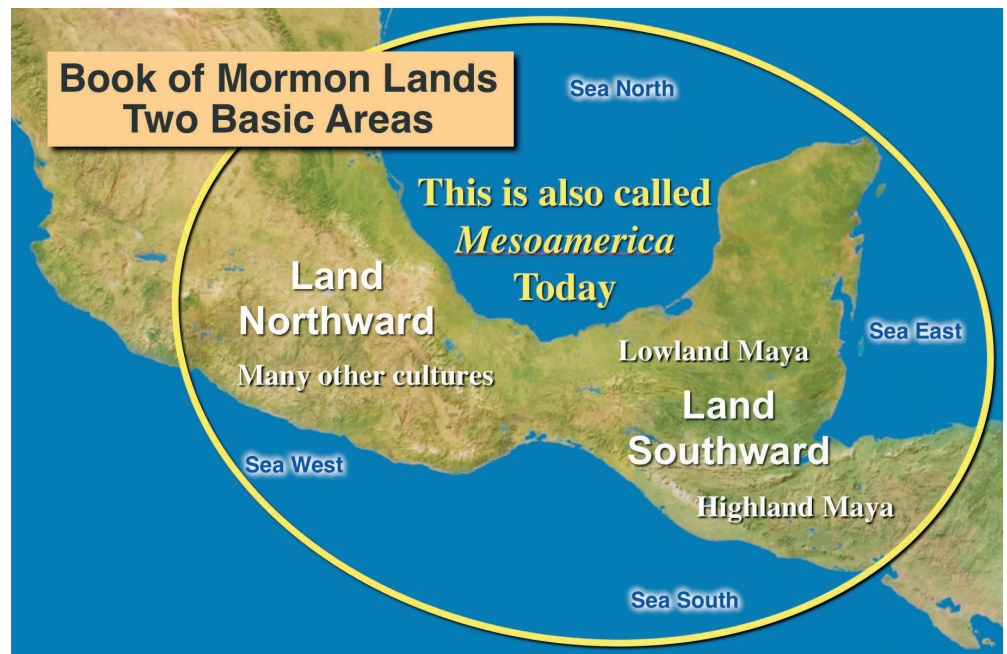 Book of Mormon Lands
Two Basic Areas
Sea North
This is also called
Mesoamerica
Today
Land
Northward
Many other cultures
Sea East
Lowland Maya
Land
Southward
Sea West
Highland Maya
Sea South